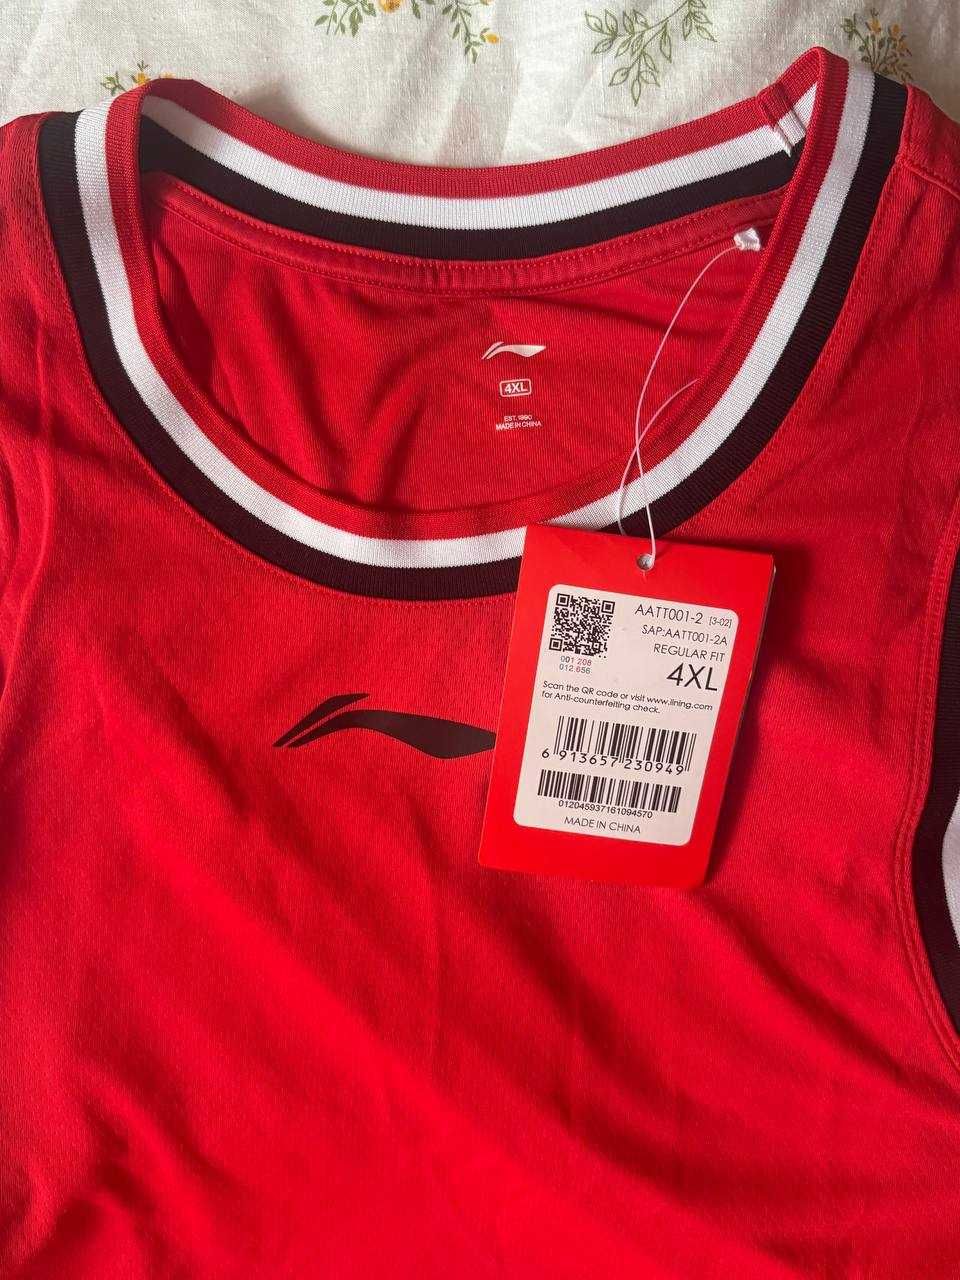 4XL
EST. 1990
MADE IN CHINA
AATT001-2 [3-02]
SAP:AATT001-2A
REGULAR FIT
4XL
001 208
012 656
Scan the QR code or visit www.lining.com
for Anti-counterfeiting check.
6 913657 230949
012045937161094570
MADE IN CHINA